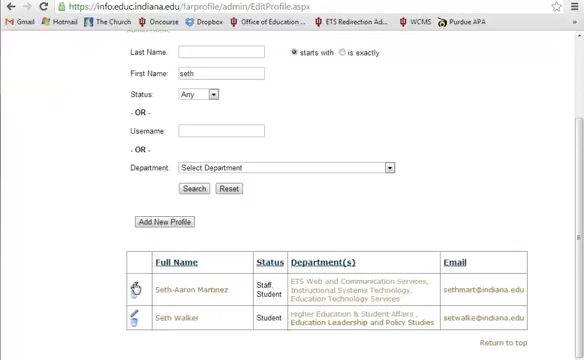 https://info.educ.indiana.edu/farprofile/admin/EditProfile.aspx
Gmail Hotmail The Church Oncourse Dropbox Office of Education ETS Redirection Ad WCMS Purdue APA
Last Name: starts with is exactly
First Name: seth
Status: Any
- OR -
Username:
- OR -
Department: Select Department
Search Reset
Add New Profile
Full Name Status Department(s) Email
Seth-Aaron Martinez Staff, Student ETS Web and Communication Services, Instructional Systems Technology, Education Technology Services sethmart@indiana.edu
Seth Walker Student Higher Education & Student Affairs , Education Leadership and Policy Studies setwalke@indiana.edu
Return to top